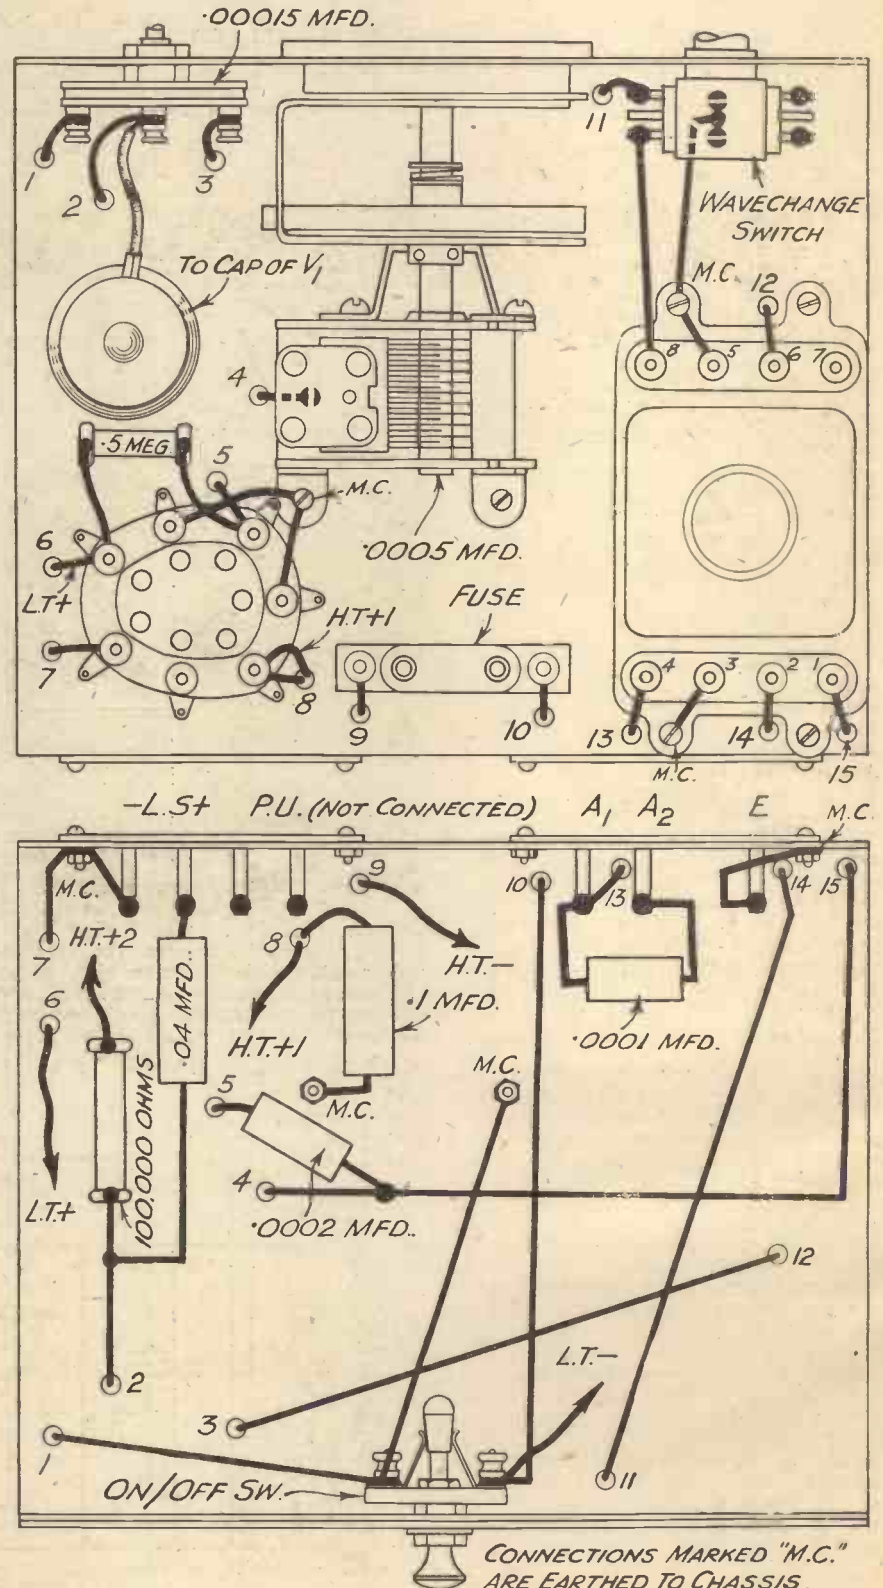 .00015 MFD.
1
2
3
11
WAVECHANGE
SWITCH
TO CAP OF V1
M.C.
12
8
5
6
7
4
.5 MEG
5
M.C.
.0005 MFD.
6
L.T+
H.T+1
FUSE
7
8
9
10
4
3
2
1
13
M.C.
14
15
-L.S+
P.U. (NOT CONNECTED)
A1
A2
E
M.C.
M.C.
9
10
13
14
15
7
H.T.+2
8
H.T.-
6
.04 MFD..
.1 MFD.
.0001 MFD.
H.T.+1
M.C.
5
M.C.
100,000 OHMS
4
L.T.+
.0002 MFD..
12
2
L.T.-
3
1
11
ON/OFF SW.
CONNECTIONS MARKED "M.C."
ARE EARTHED TO CHASSIS